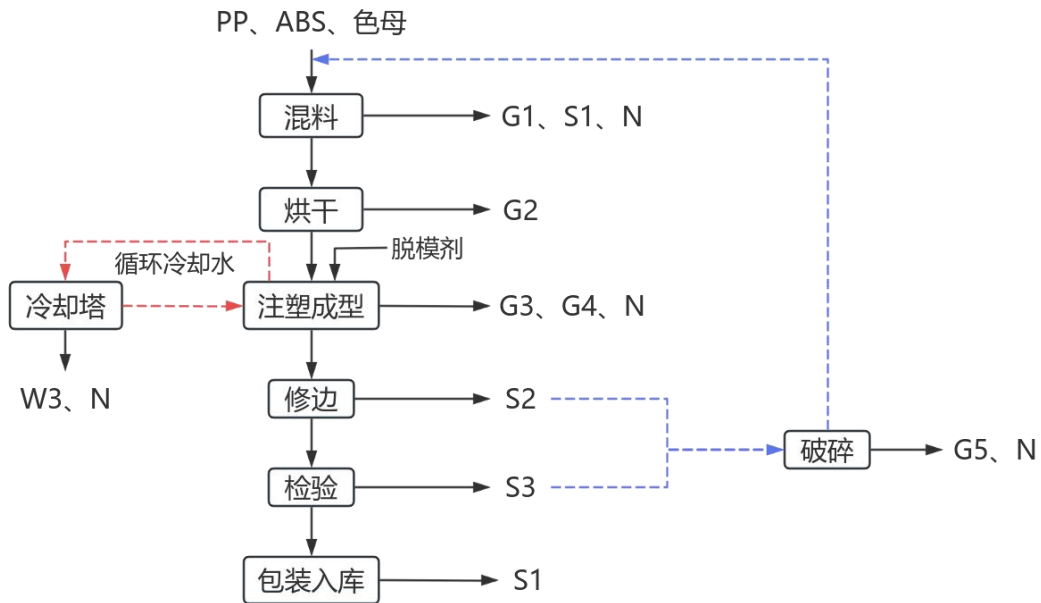 PP、ABS、色母
混料
G1、S1、N
烘干
G2
脱模剂
循环冷却水
冷却塔
注塑成型
G3、G4、N
W3、N
修边
S2
破碎
G5、N
检验
S3
包装入库
S1